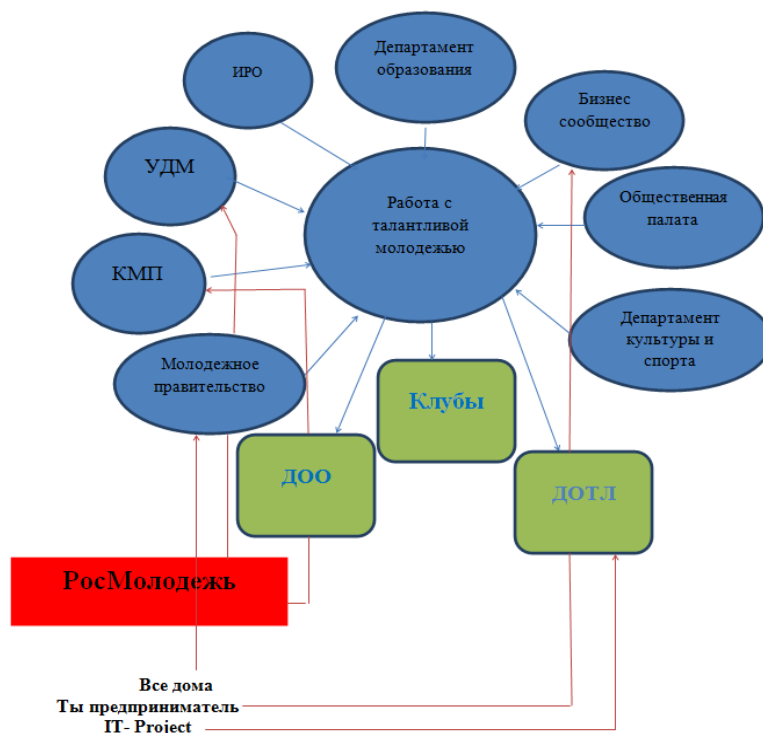 Департамент
образования
ИРО
Бизнес
сообщество
УДМ
Работа с
талантливой
молодежью
Общественная
палата
КМП
Департамент
культуры и
спорта
Молодежное
правительство
Клубы
ДОО
ДОТЛ
РосМолодежь
Все дома
Ты предприниматель
IT- Project